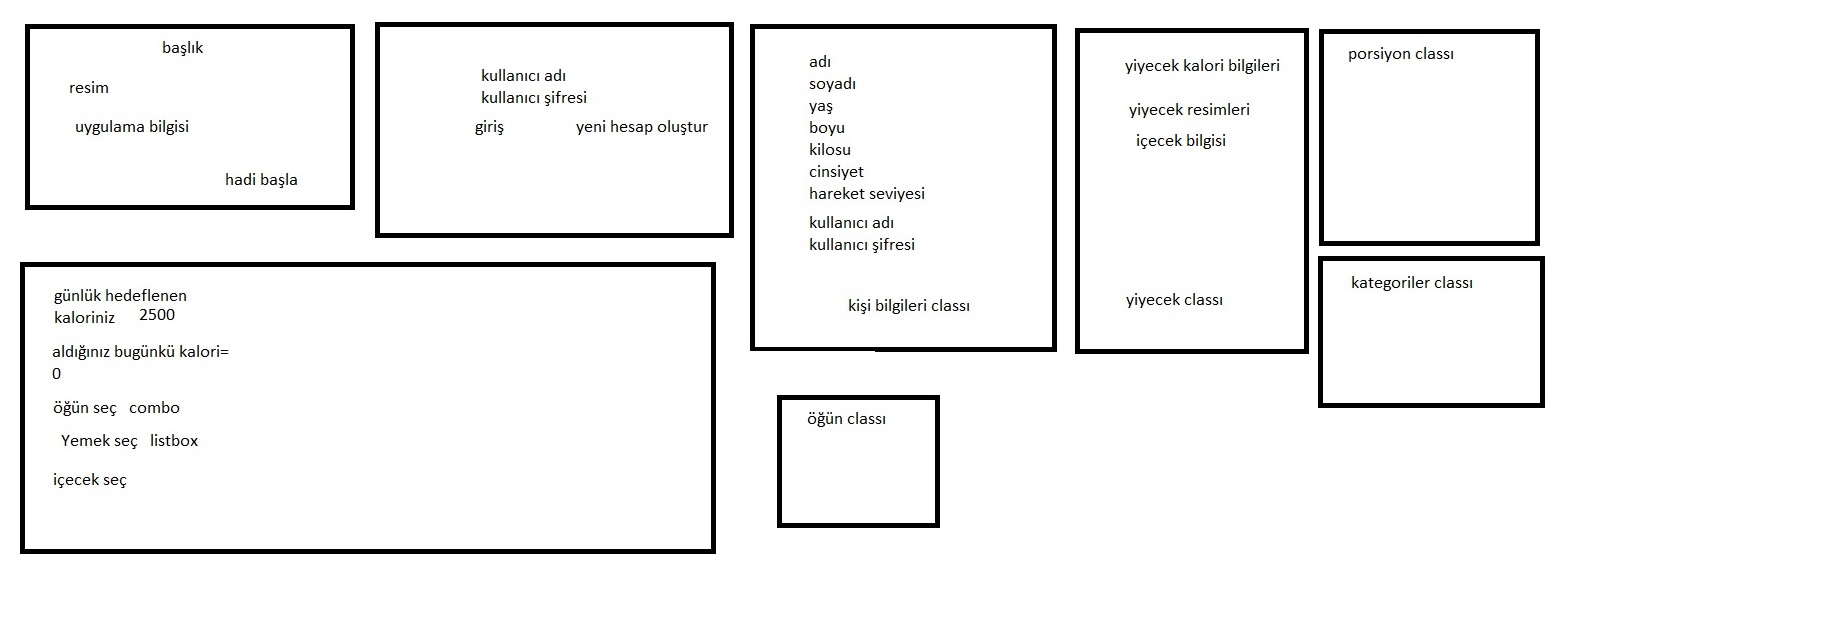 başlık
resim
uygulama bilgisi
hadi başla
kullanıcı adı
kullanıcı şifresi
giriş yeni hesap oluştur
adı
soyadı
yaş
boyu
kilosu
cinsiyet
hareket seviyesi
kullanıcı adı
kullanıcı şifresi
kişi bilgileri classı
yiyecek kalori bilgileri
yiyecek resimleri
içecek bilgisi
yiyecek classı
porsiyon classı
kategoriler classı
günlük hedeflenen
kaloriniz 2500
aldığınız bugünkü kalori=
0
öğün seç combo
Yemek seç listbox
içecek seç
öğün classı